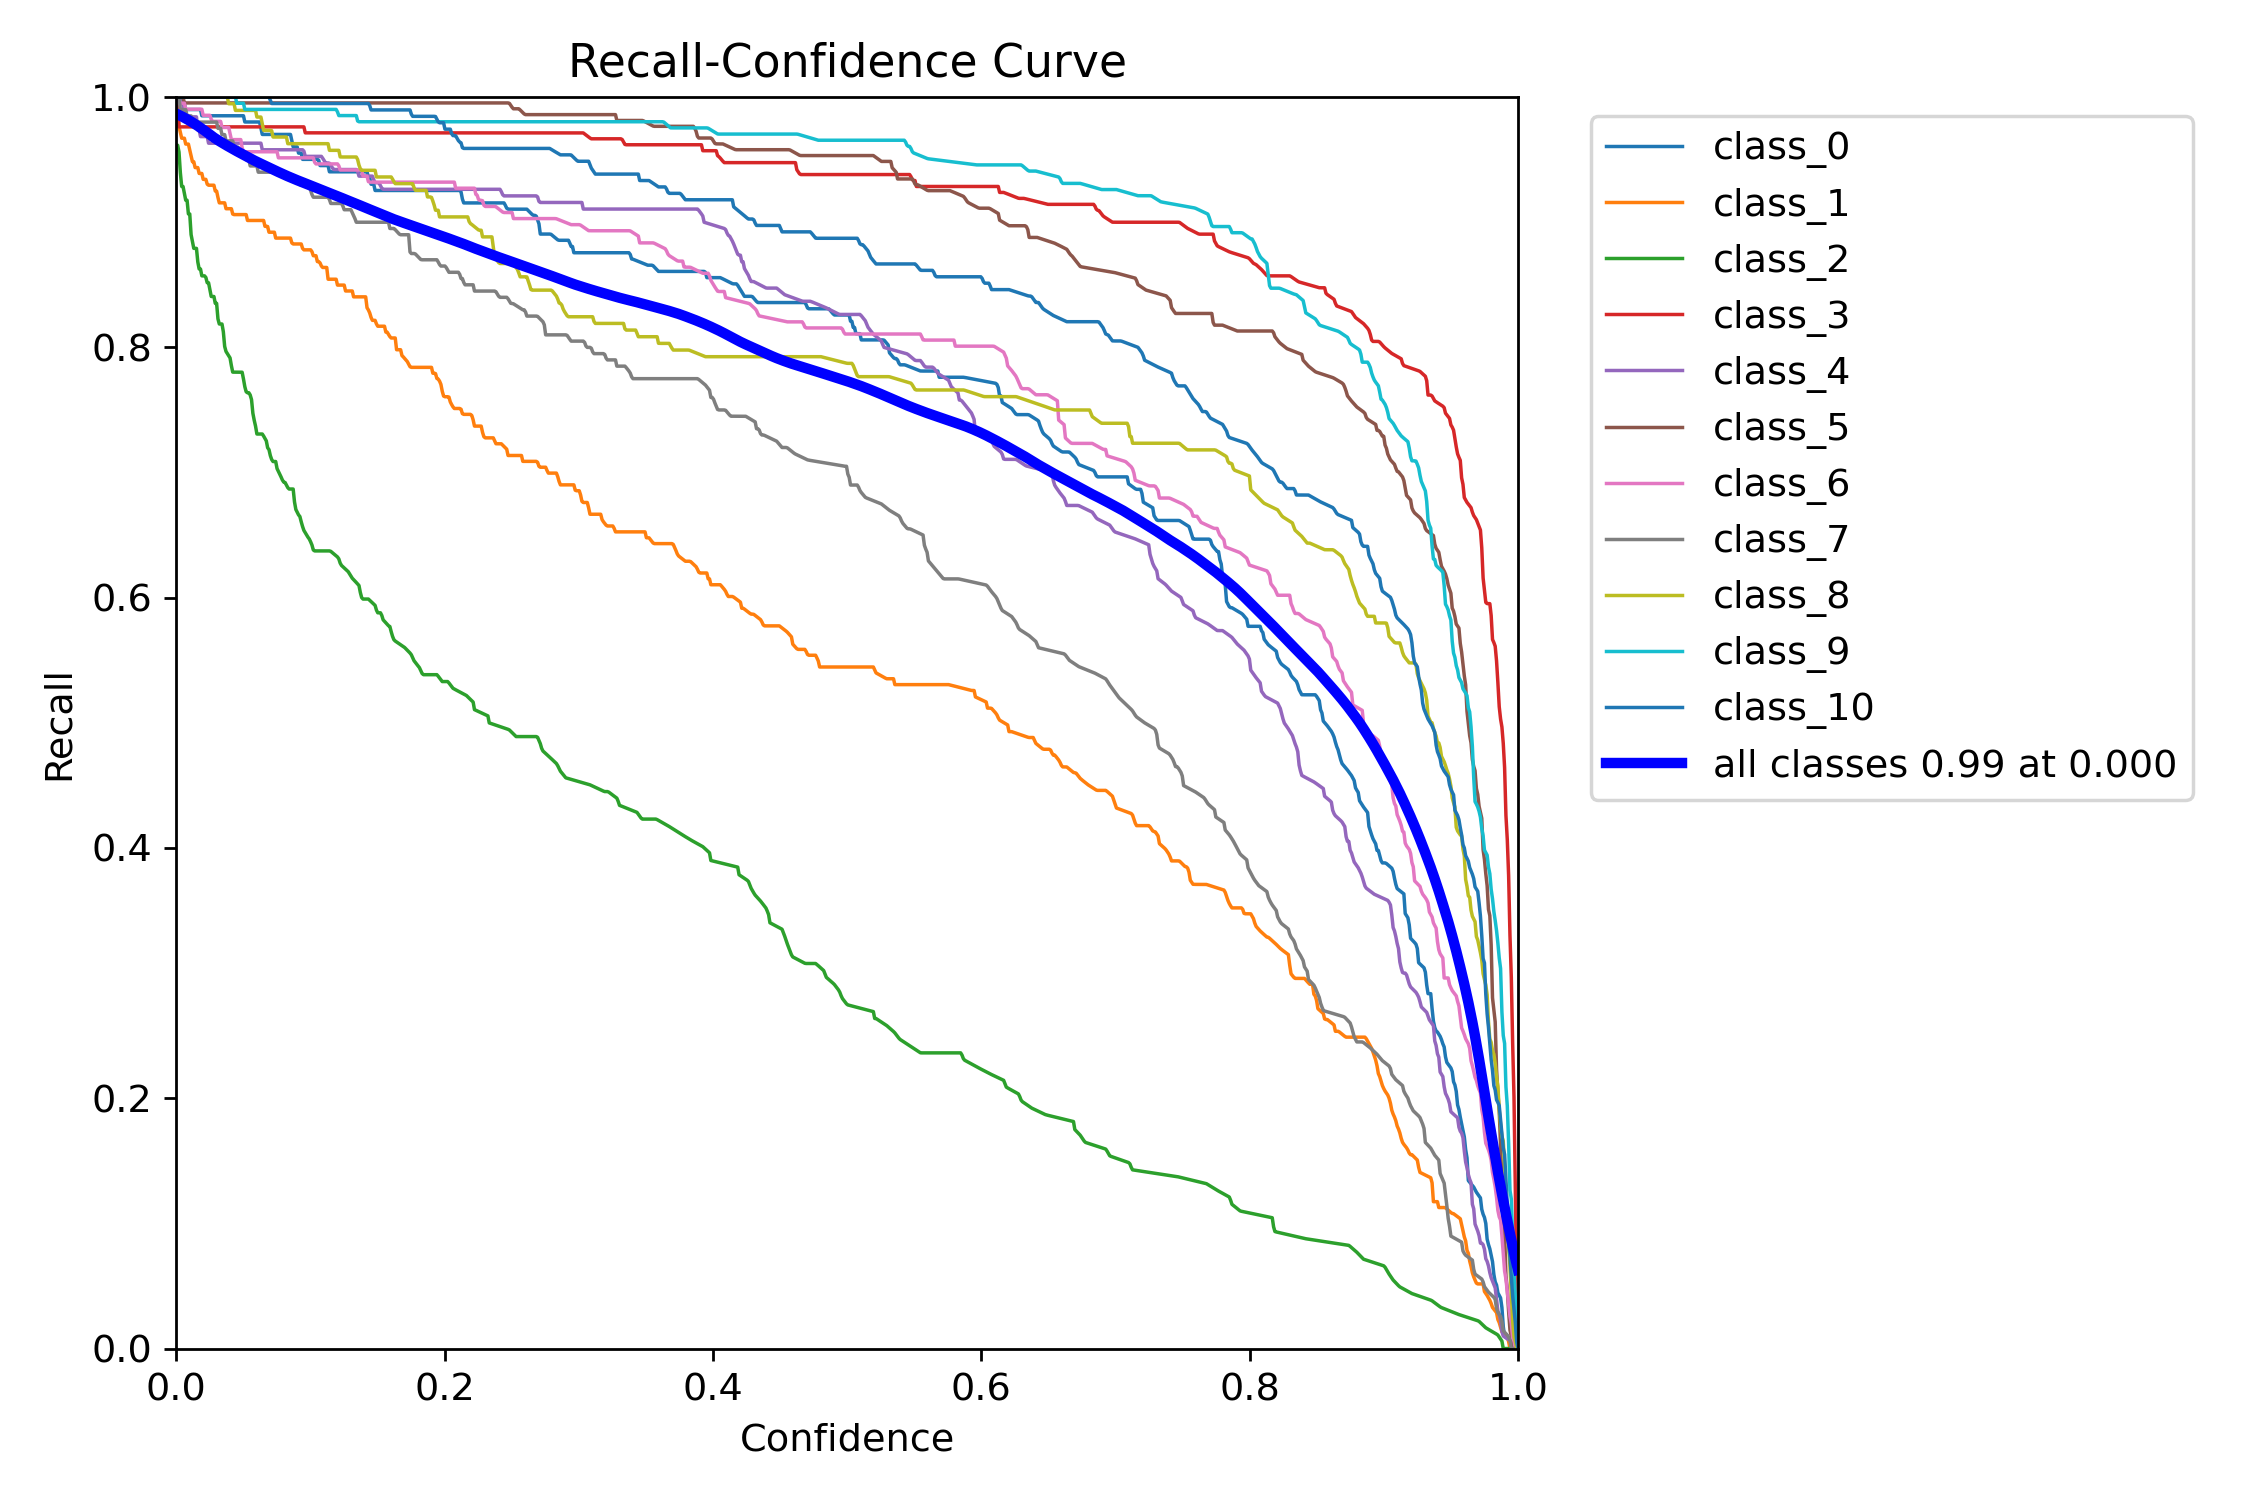 Recall-Confidence Curve
1.0
0.8
0.6
0.4
0.2
0.0
Recall
0.0 0.2 0.4 0.6 0.8 1.0
Confidence
class_0
class_1
class_2
class_3
class_4
class_5
class_6
class_7
class_8
class_9
class_10
all classes 0.99 at 0.000